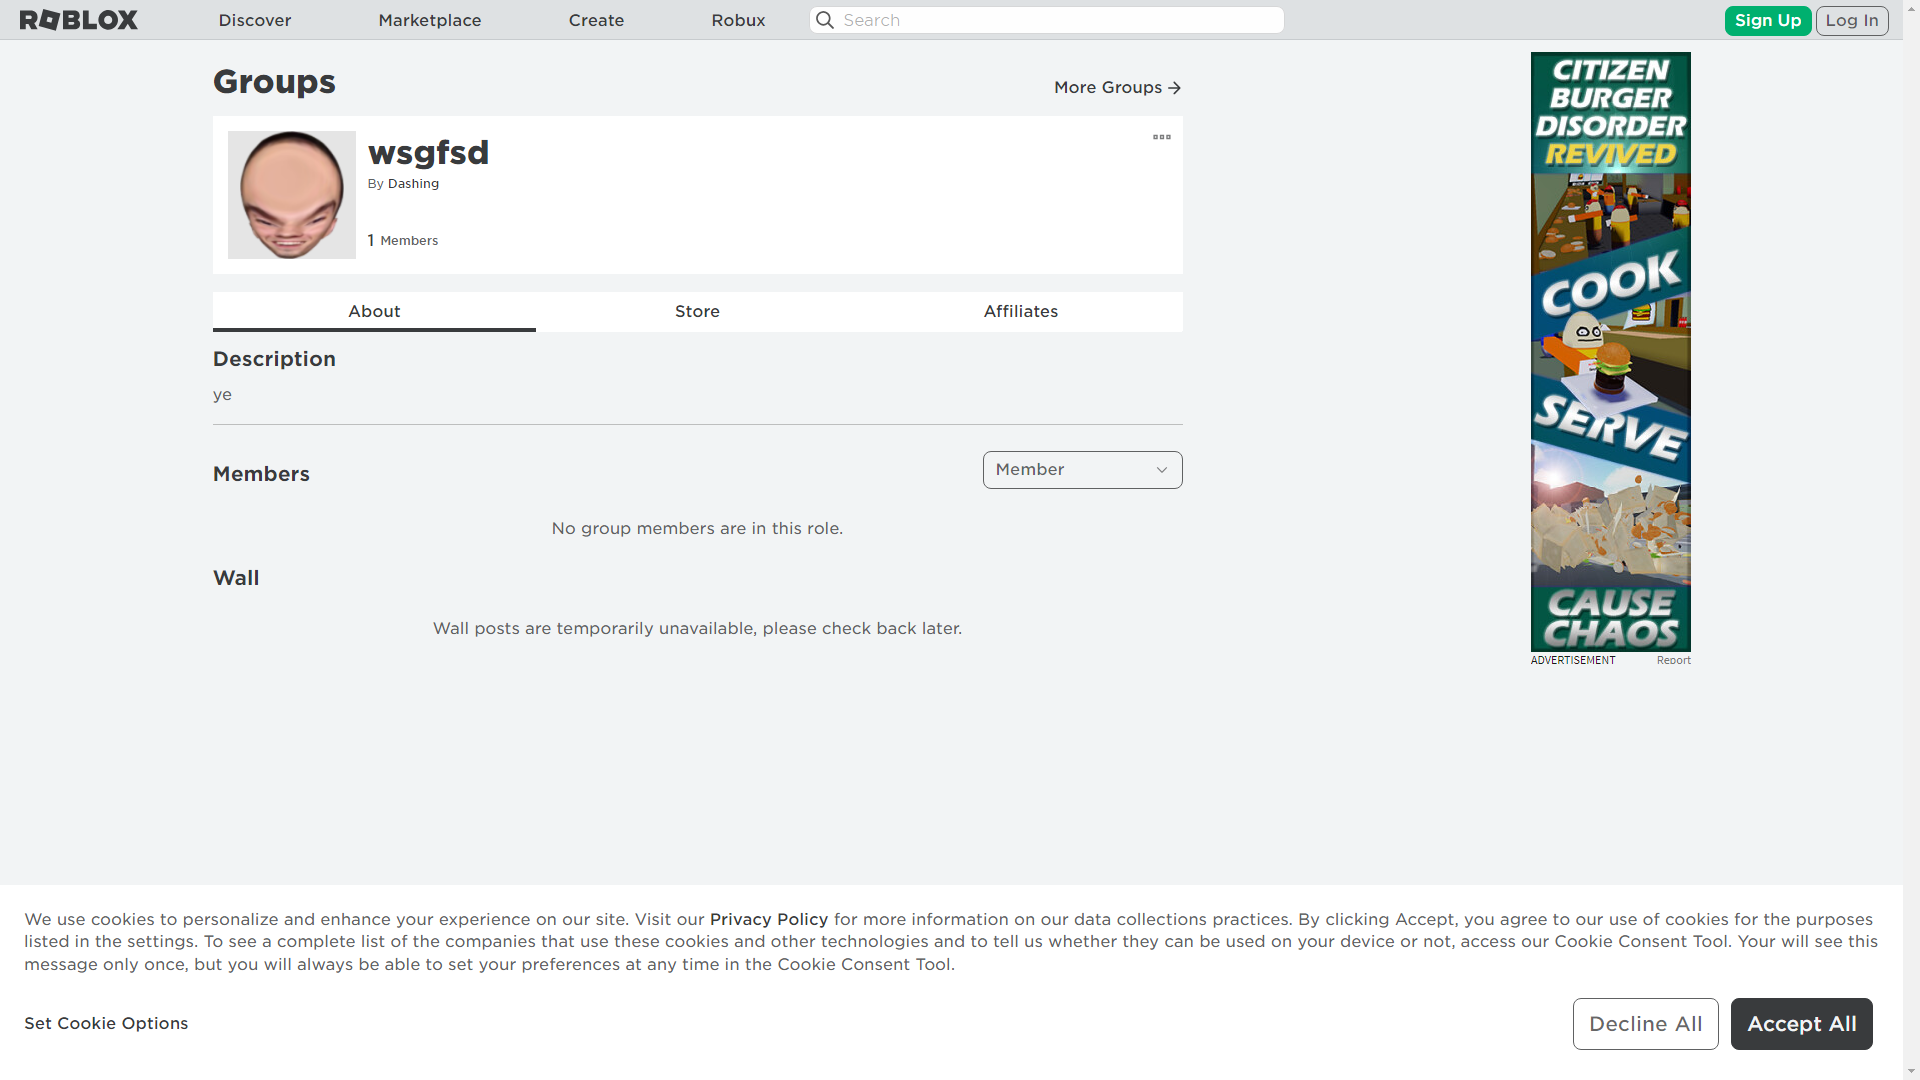 ROBLOX
Discover
Marketplace
Create
Robux
Search
Sign Up
Log In
Groups
More Groups
wsgfsd
By Dashing
1 Members
About
Store
Affiliates
Description
ye
Members
Member
No group members are in this role.
Wall
Wall posts are temporarily unavailable, please check back later.
CITIZEN
BURGER
DISORDER
REVIVED
COOK
SERVE
CAUSE
CHAOS
ADVERTISEMENT
Report
We use cookies to personalize and enhance your experience on our site. Visit our Privacy Policy for more information on our data collections practices. By clicking Accept, you agree to our use of cookies for the purposes
listed in the settings. To see a complete list of the companies that use these cookies and other technologies and to tell us whether they can be used on your device or not, access our Cookie Consent Tool. Your will see this
message only once, but you will always be able to set your preferences at any time in the Cookie Consent Tool.
Set Cookie Options
Decline All
Accept All